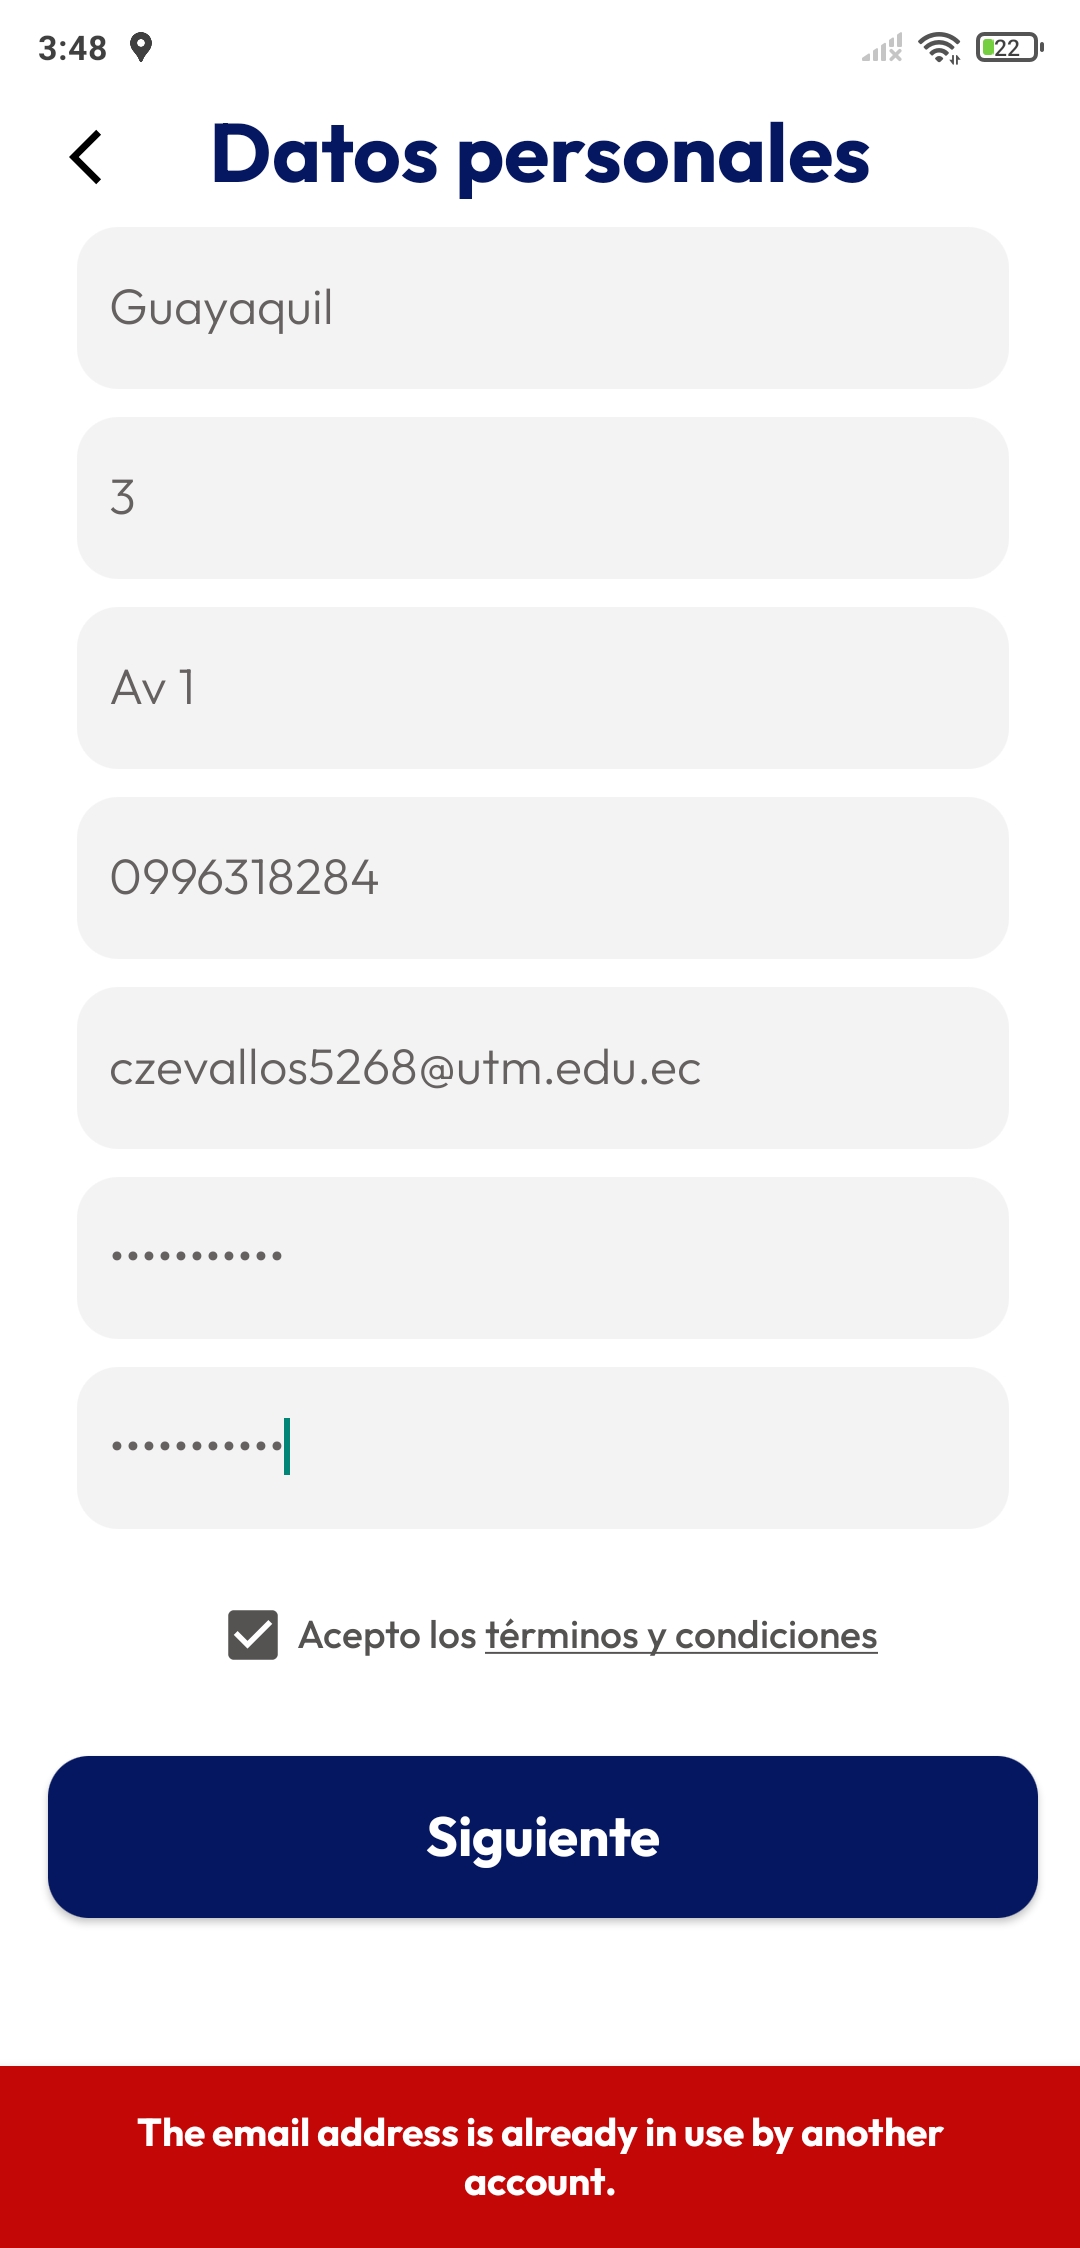 3:48
22
Datos personales
Guayaquil
3
Av 1
0996318284
czevallos5268@utm.edu.ec
•••••••••••
•••••••••••
Acepto los términos y condiciones
Siguiente
The email address is already in use by another
account.